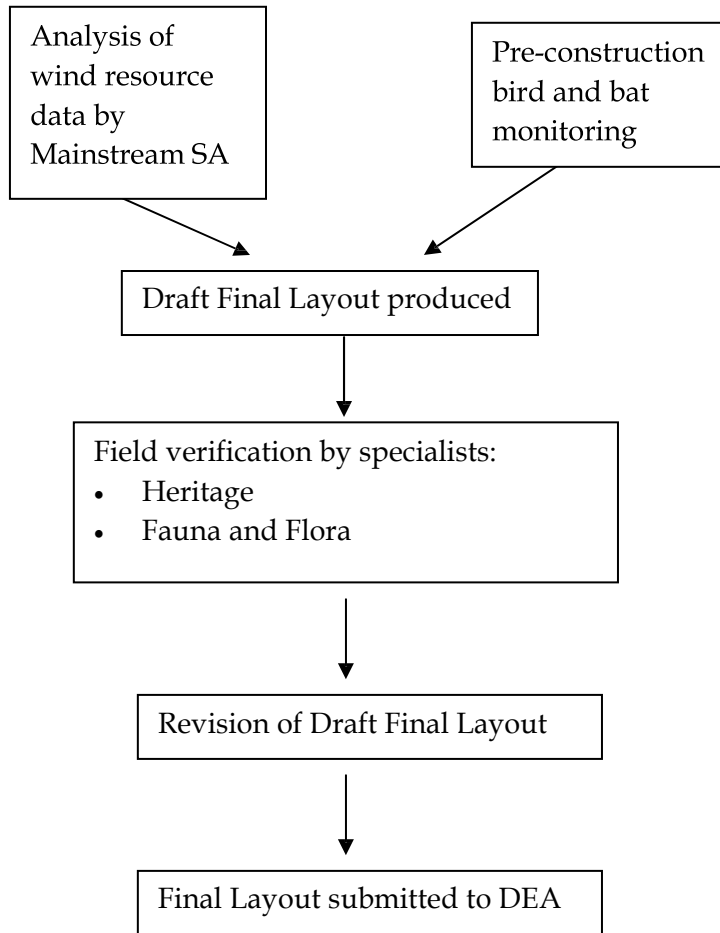 Analysis of
wind resource
data by
Mainstream SA
Pre-construction
bird and bat
monitoring
Draft Final Layout produced
Field verification by specialists:
• Heritage
• Fauna and Flora
Revision of Draft Final Layout
Final Layout submitted to DEA